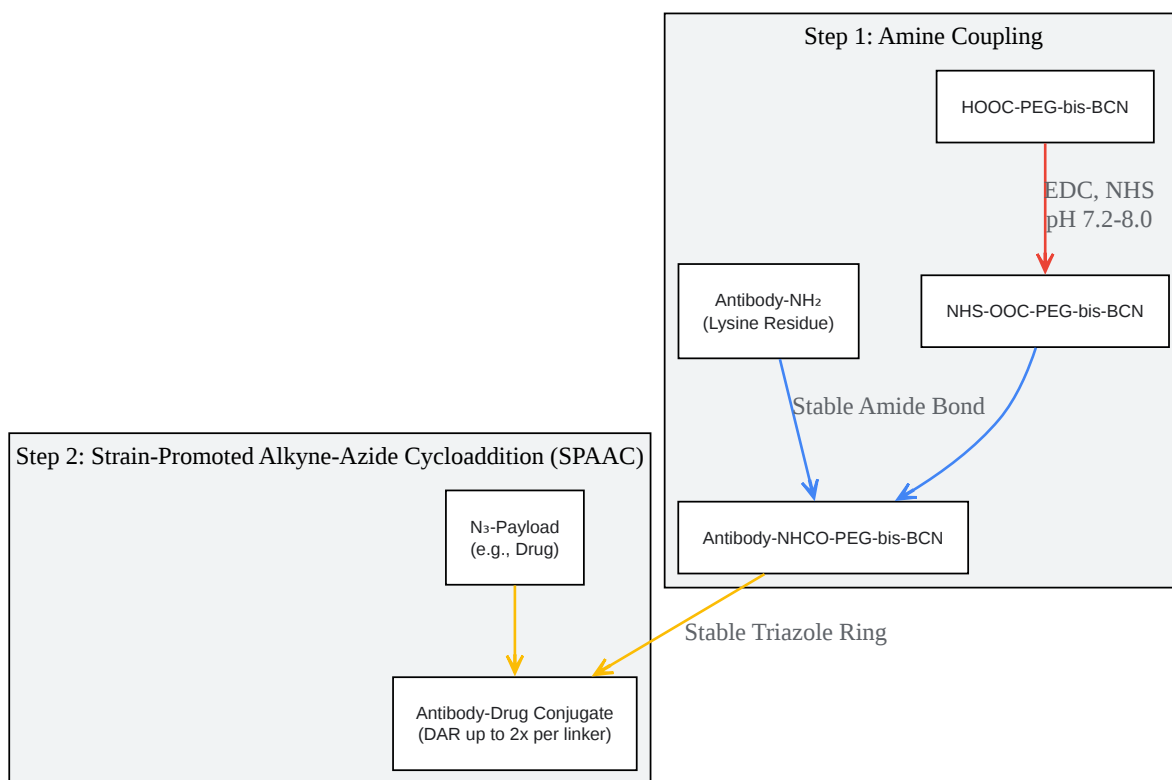 Step 1: Amine Coupling
HOOC-PEG-bis-BCN
EDC, NHS
pH 7.2-8.0
Antibody-NH₂
(Lysine Residue)
NHS-OOC-PEG-bis-BCN
Stable Amide Bond
Antibody-NHCO-PEG-bis-BCN
Step 2: Strain-Promoted Alkyne-Azide Cycloaddition (SPAAC)
N₃-Payload
(e.g., Drug)
Stable Triazole Ring
Antibody-Drug Conjugate
(DAR up to 2x per linker)